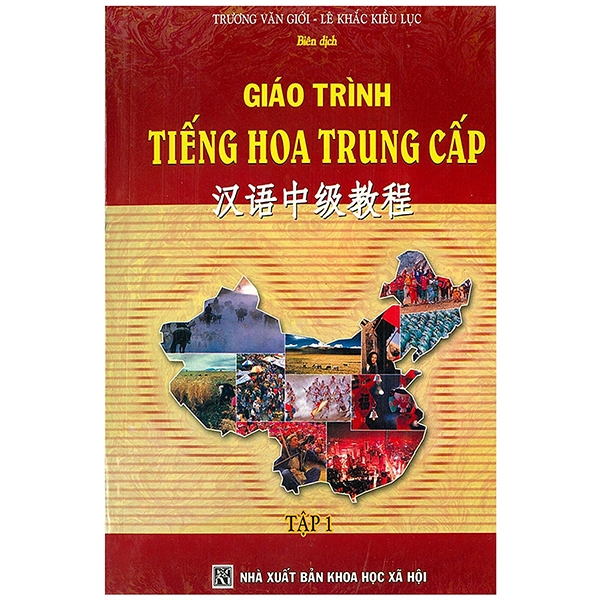 TRƯƠNG VĂN GIỚI - LÊ KHẮC KIỀU LỤC
Biên dịch
GIÁO TRÌNH
TIẾNG HOA TRUNG CẤP
汉语中级教程
TẬP 1
NHÀ XUẤT BẢN KHOA HỌC XÃ HỘI